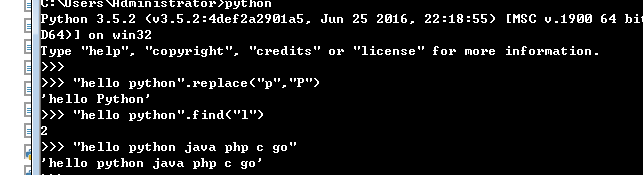 C:\Users\Administrator>python
Python 3.5.2 (v3.5.2:4def2a2901a5, Jun 25 2016, 22:18:55) [MSC v.1900 64 bit
D64)] on win32
Type "help", "copyright", "credits" or "license" for more information.
>>>
>>> "hello python".replace("p","P")
'hello Python'
>>> "hello python".find("l")
2
>>> "hello python java php c go"
'hello python java php c go'